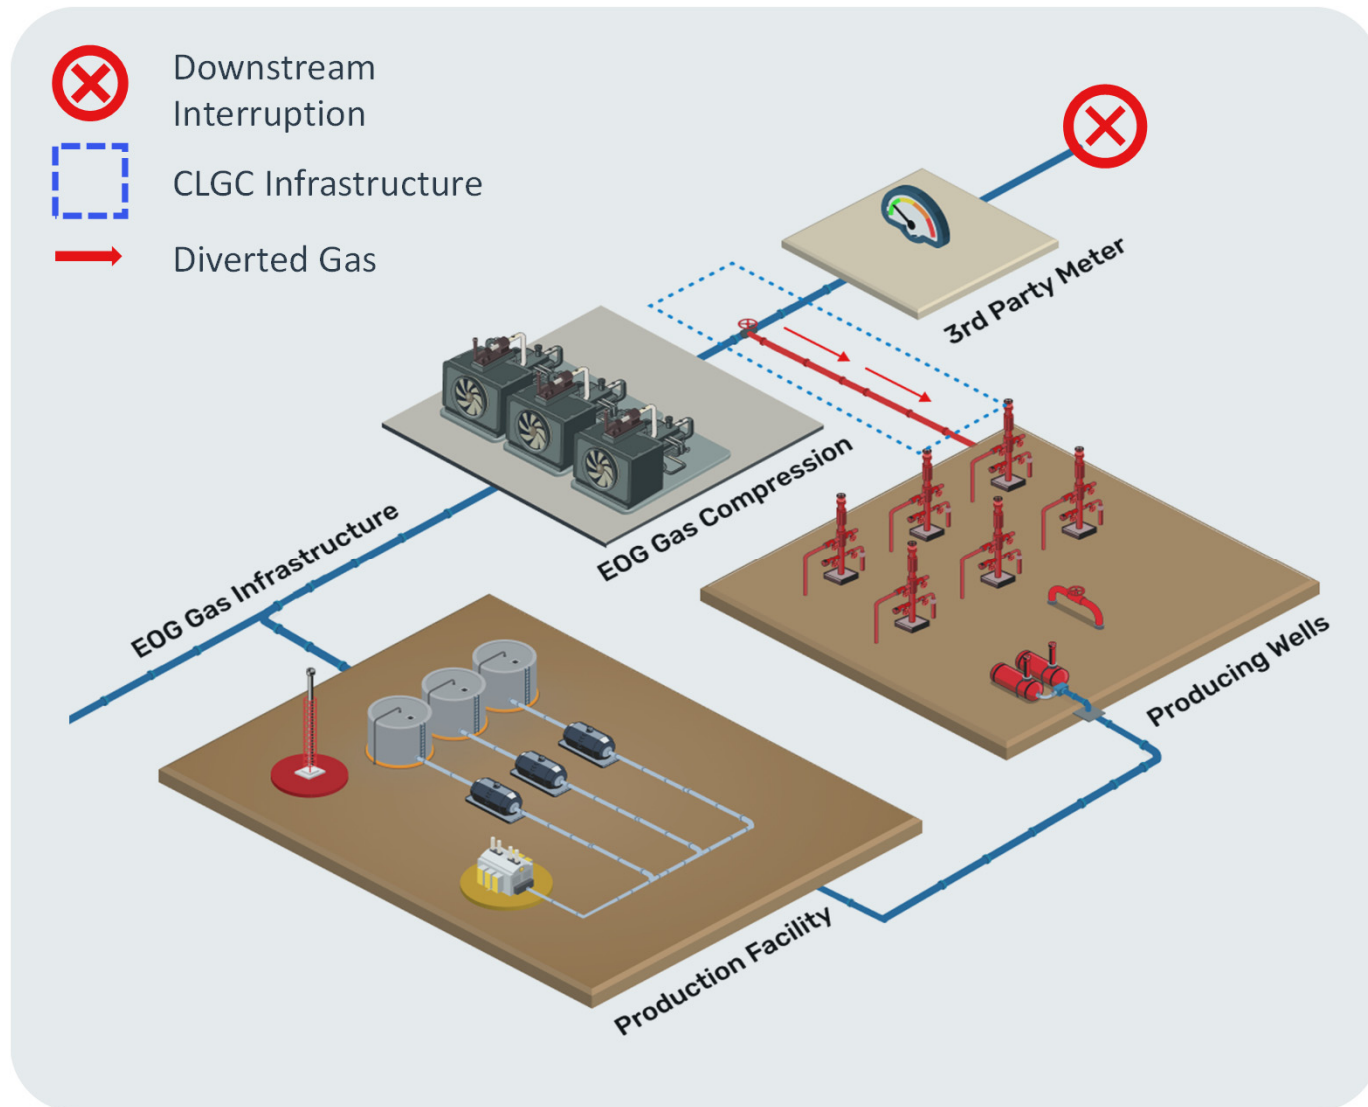 Downstream
Interruption
CLGC Infrastructure
Diverted Gas
3rd Party Meter
EOG Gas Compression
EOG Gas Infrastructure
Producing Wells
Production Facility